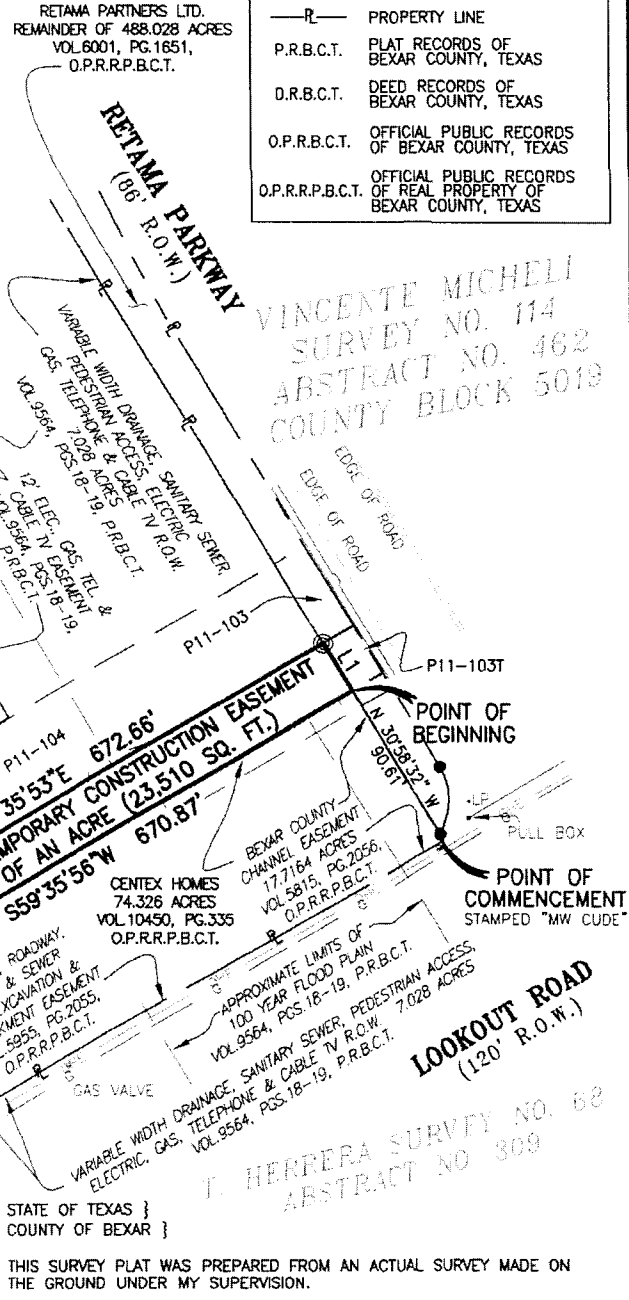 RETAMA PARTNERS LTD.
REMAINDER OF 488.028 ACRES
VOL.6001, PG.1651,
O.P.R.R.P.B.C.T.
PROPERTY LINE
P.R.B.C.T. PLAT RECORDS OF
BEXAR COUNTY, TEXAS
D.R.B.C.T. DEED RECORDS OF
BEXAR COUNTY, TEXAS
O.P.R.B.C.T. OFFICIAL PUBLIC RECORDS
OF BEXAR COUNTY, TEXAS
O.P.R.R.P.B.C.T. OFFICIAL PUBLIC RECORDS
OF REAL PROPERTY OF
BEXAR COUNTY, TEXAS
RETAMA PARKWAY
(86' R.O.W.)
VINCENTE MICHELI
SURVEY NO. 114
ABSTRACT NO. 462
COUNTY BLOCK 5019
VARIABLE WIDTH DRAINAGE, SANITARY SEWER,
PEDESTRIAN ACCESS, ELECTRIC
GAS, TELEPHONE & CABLE TV R.O.W.
7.028 ACRES
VOL.9564, PGS.18-19, P.R.B.C.T.
12' ELEC., GAS, TEL. &
CABLE TV EASEMENT
VOL.9564, PGS.18-19,
P.R.B.C.T.
EDGE OF ROAD
EDGE OF ROAD
P11-103
L1
P11-103T
P11-104
35'53"E 672.66'
TEMPORARY CONSTRUCTION EASEMENT
OF AN ACRE (23,510 SQ. FT.)
S59°35'56"W 670.87'
POINT OF
BEGINNING
N 30°58'32" W
90.61'
LP
PULL BOX
BEXAR COUNTY
CHANNEL EASEMENT
17.7164 ACRES
VOL.5815, PG.2056,
O.P.R.R.P.B.C.T.
CENTEX HOMES
74.326 ACRES
VOL.10450, PG.335
O.P.R.R.P.B.C.T.
POINT OF
COMMENCEMENT
STAMPED "MW CUDE"
ROADWAY,
& SEWER
EXCAVATION &
EASEMENT
5955, PG.2055,
O.P.R.R.P.B.C.T.
APPROXIMATE LIMITS OF
100 YEAR FLOOD PLAIN
VOL.9564, PGS.18-19, P.R.B.C.T.
GAS VALVE
LOOKOUT ROAD
(120' R.O.W.)
VARIABLE WIDTH DRAINAGE, SANITARY SEWER, PEDESTRIAN ACCESS,
ELECTRIC, GAS, TELEPHONE & CABLE TV R.O.W. 7.028 ACRES
VOL.9564, PGS.18-19, P.R.B.C.T.
T. HERRERA SURVEY NO. 68
ABSTRACT NO 309
STATE OF TEXAS }
COUNTY OF BEXAR }
THIS SURVEY PLAT WAS PREPARED FROM AN ACTUAL SURVEY MADE ON
THE GROUND UNDER MY SUPERVISION.